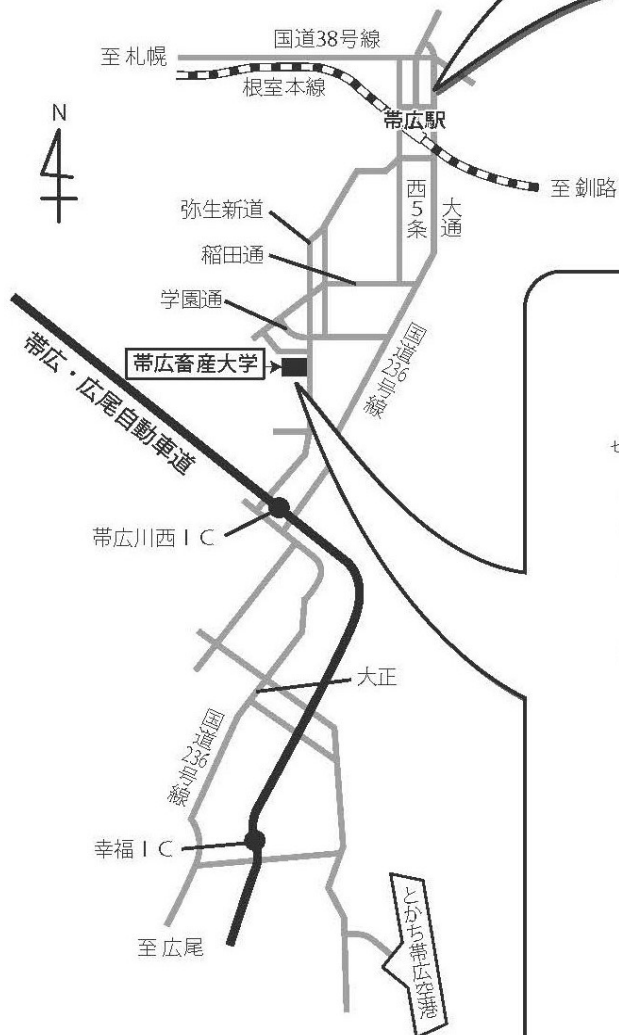 国道38号線
至 札幌
根室本線
N
帯広駅
至 釧路
西5条
大通
弥生新道
稲田通
学園通
国道236号線
帯広畜産大学
帯広・広尾自動車道
帯広川西IC
大正
国道236号線
幸福IC
至 広尾
とかち帯広空港